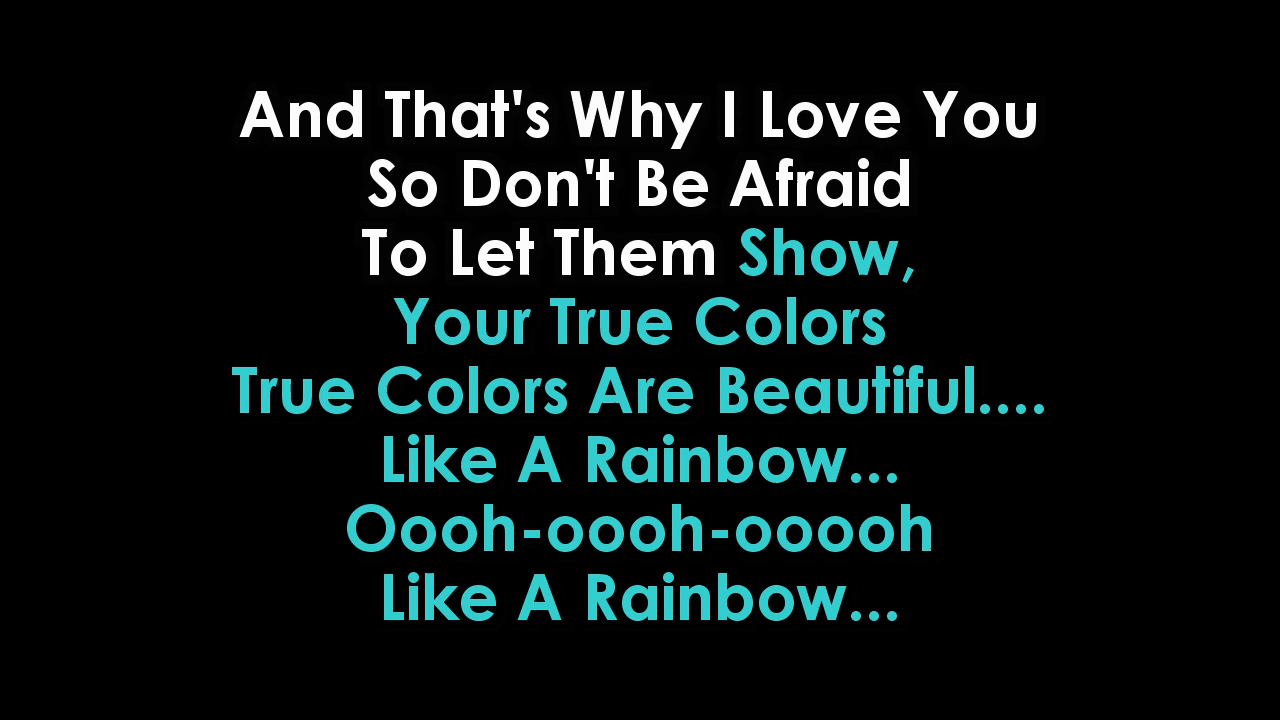 And That's Why I Love You
So Don't Be Afraid
To Let Them Show,
Your True Colors
True Colors Are Beautiful....
Like A Rainbow...
Oooh-oooh-ooooh
Like A Rainbow...